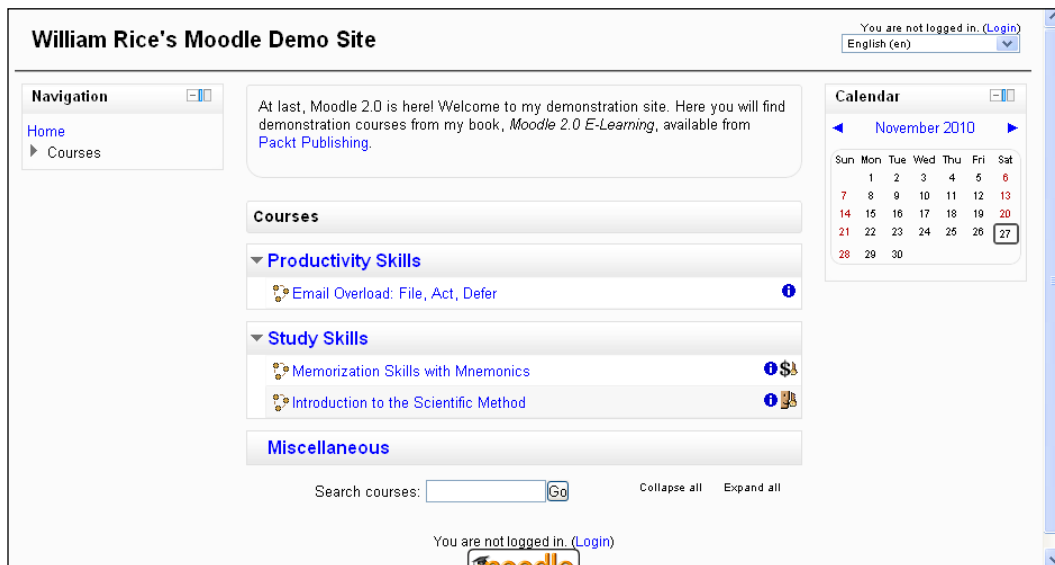 William Rice's Moodle Demo Site
You are not logged in. (Login)
English (en)
Navigation
Home
Courses
At last, Moodle 2.0 is here! Welcome to my demonstration site. Here you will find
demonstration courses from my book, Moodle 2.0 E-Learning, available from
Packt Publishing.
Courses
Productivity Skills
Email Overload: File, Act, Defer
Study Skills
Memorization Skills with Mnemonics
$
Introduction to the Scientific Method
Miscellaneous
Search courses: Go Collapse all Expand all
You are not logged in. (Login)
moodle
Calendar
November 2010
Sun Mon Tue Wed Thu Fri Sat
1 2 3 4 5 6
7 8 9 10 11 12 13
14 15 16 17 18 19 20
21 22 23 24 25 26 27
28 29 30